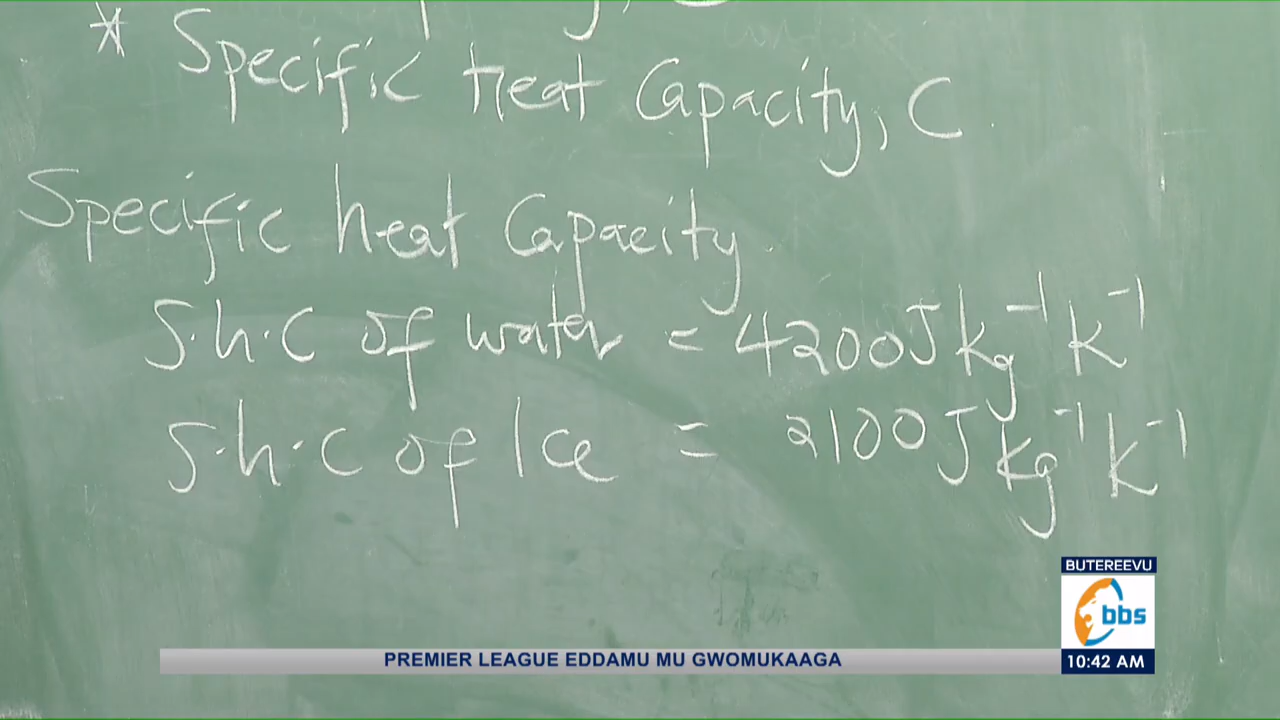 * Specific Heat Capacity, C
Specific heat Capacity
S.h.C of water = 4200Jkg⁻¹K⁻¹
S.h.C of Ice = 2100JKg⁻¹K⁻¹
BUTEREEVU
bbs
10:42 AM
PREMIER LEAGUE EDDAMU MU GWOMUKAAGA